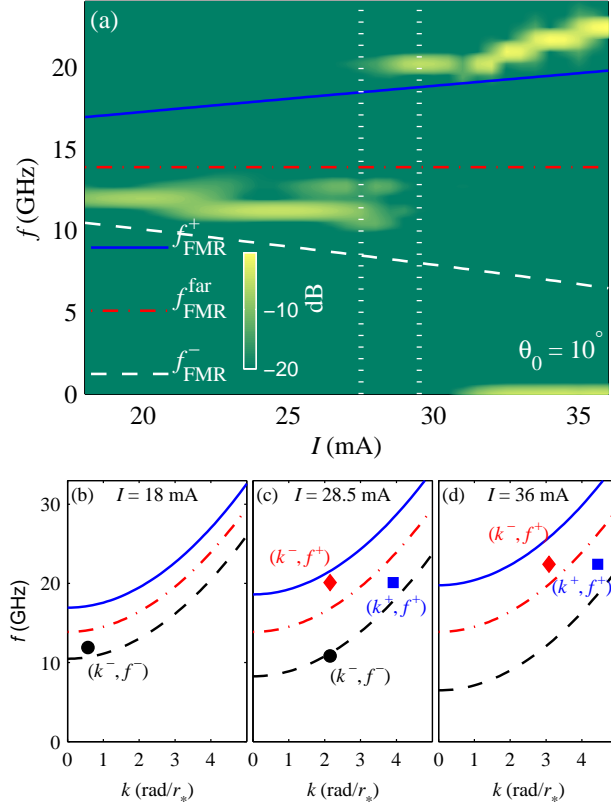 (a)
20
15
10
5
0
f (GHz)
f⁺FMR
f^far FMR
f⁻FMR
−10
−20
dB
θ₀ = 10°
20
25
30
35
I (mA)
(b) I = 18 mA
(c) I = 28.5 mA
(d) I = 36 mA
30
20
10
0
f (GHz)
(k⁻, f⁻)
(k⁻, f⁺)
(k⁺, f⁺)
(k⁻, f⁻)
(k⁻, f⁺)
(k⁺, f⁺)
0 1 2 3 4
0 1 2 3 4
0 1 2 3 4
k (rad/r*)
k (rad/r*)
k (rad/r*)